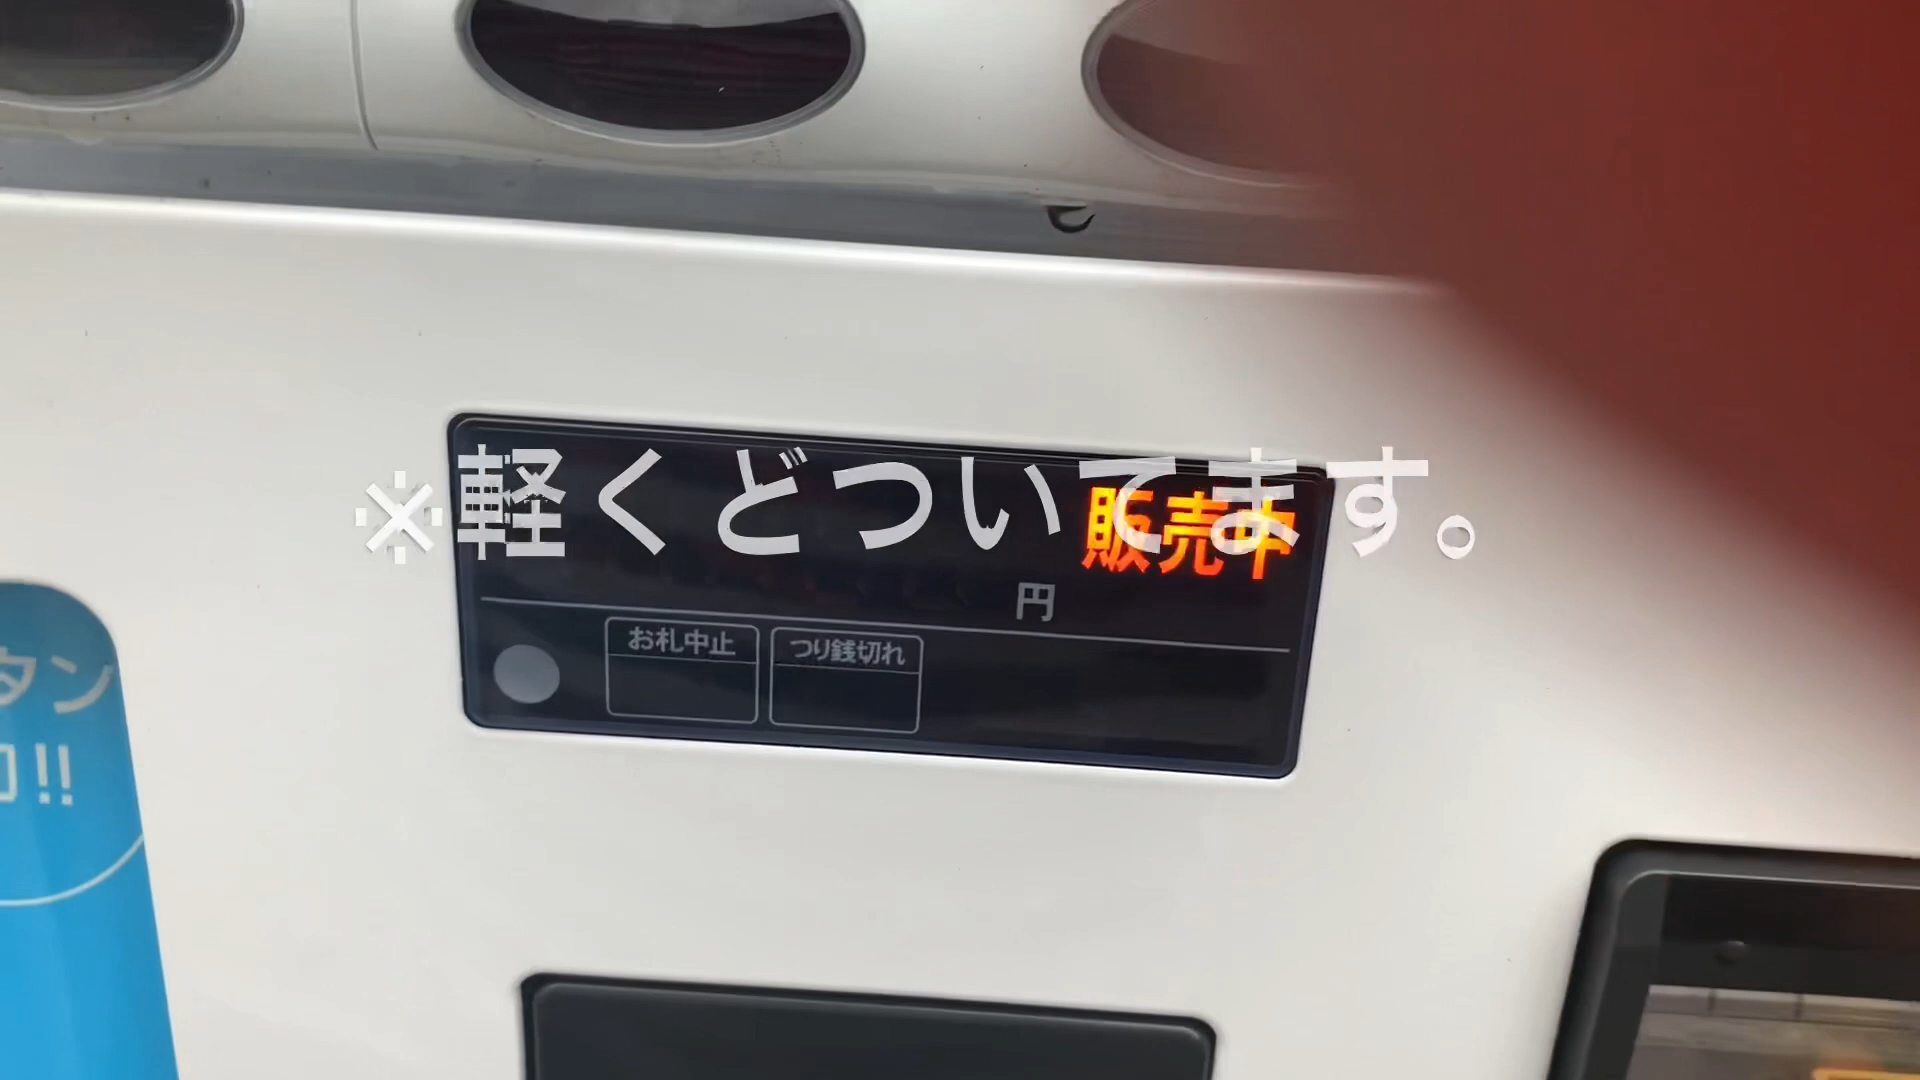 ※軽くどついてます。
販売中
円
お札中止
つり銭切れ
タン
!!